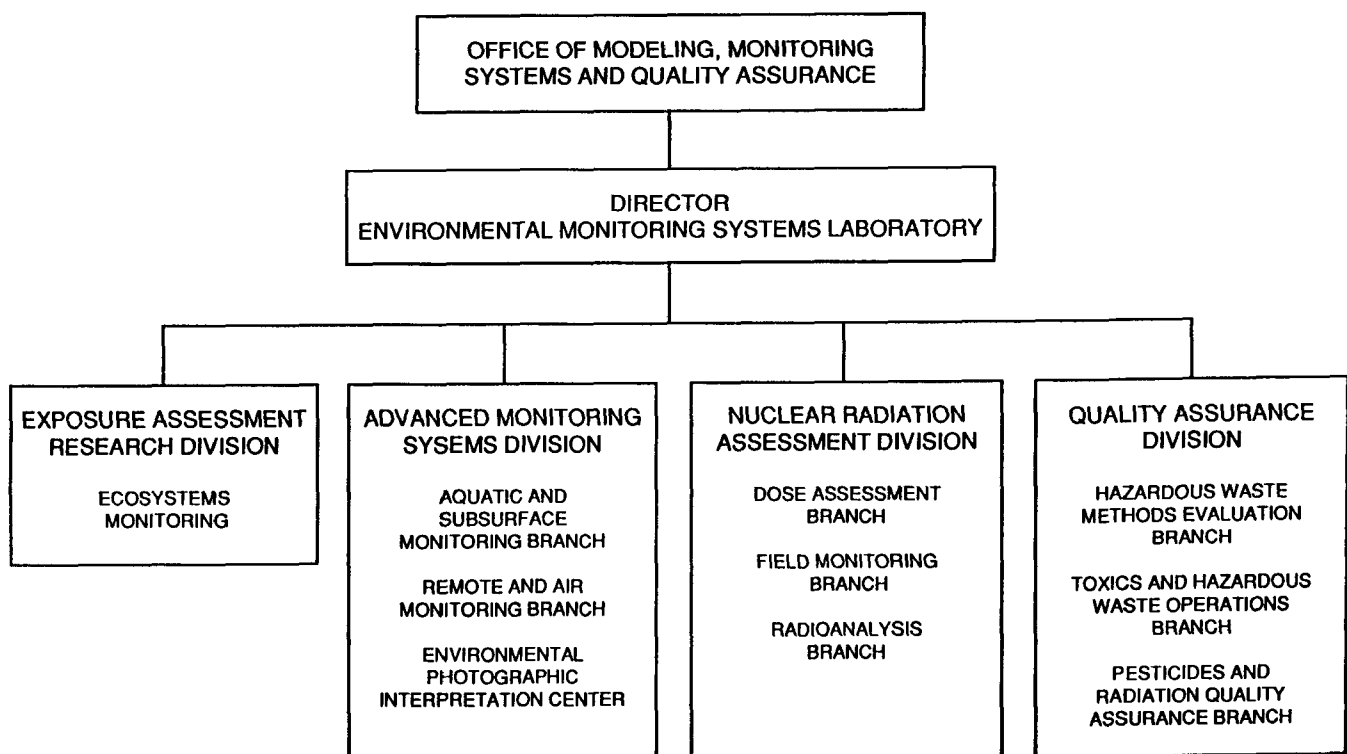 OFFICE OF MODELING, MONITORING
SYSTEMS AND QUALITY ASSURANCE
DIRECTOR
ENVIRONMENTAL MONITORING SYSTEMS LABORATORY
EXPOSURE ASSESSMENT
RESEARCH DIVISION
ECOSYSTEMS
MONITORING
ADVANCED MONITORING
SYSEMS DIVISION
AQUATIC AND
SUBSURFACE
MONITORING BRANCH
REMOTE AND AIR
MONITORING BRANCH
ENVIRONMENTAL
PHOTOGRAPHIC
INTERPRETATION CENTER
NUCLEAR RADIATION
ASSESSMENT DIVISION
DOSE ASSESSMENT
BRANCH
FIELD MONITORING
BRANCH
RADIOANALYSIS
BRANCH
QUALITY ASSURANCE
DIVISION
HAZARDOUS WASTE
METHODS EVALUATION
BRANCH
TOXICS AND HAZARDOUS
WASTE OPERATIONS
BRANCH
PESTICIDES AND
RADIATION QUALITY
ASSURANCE BRANCH